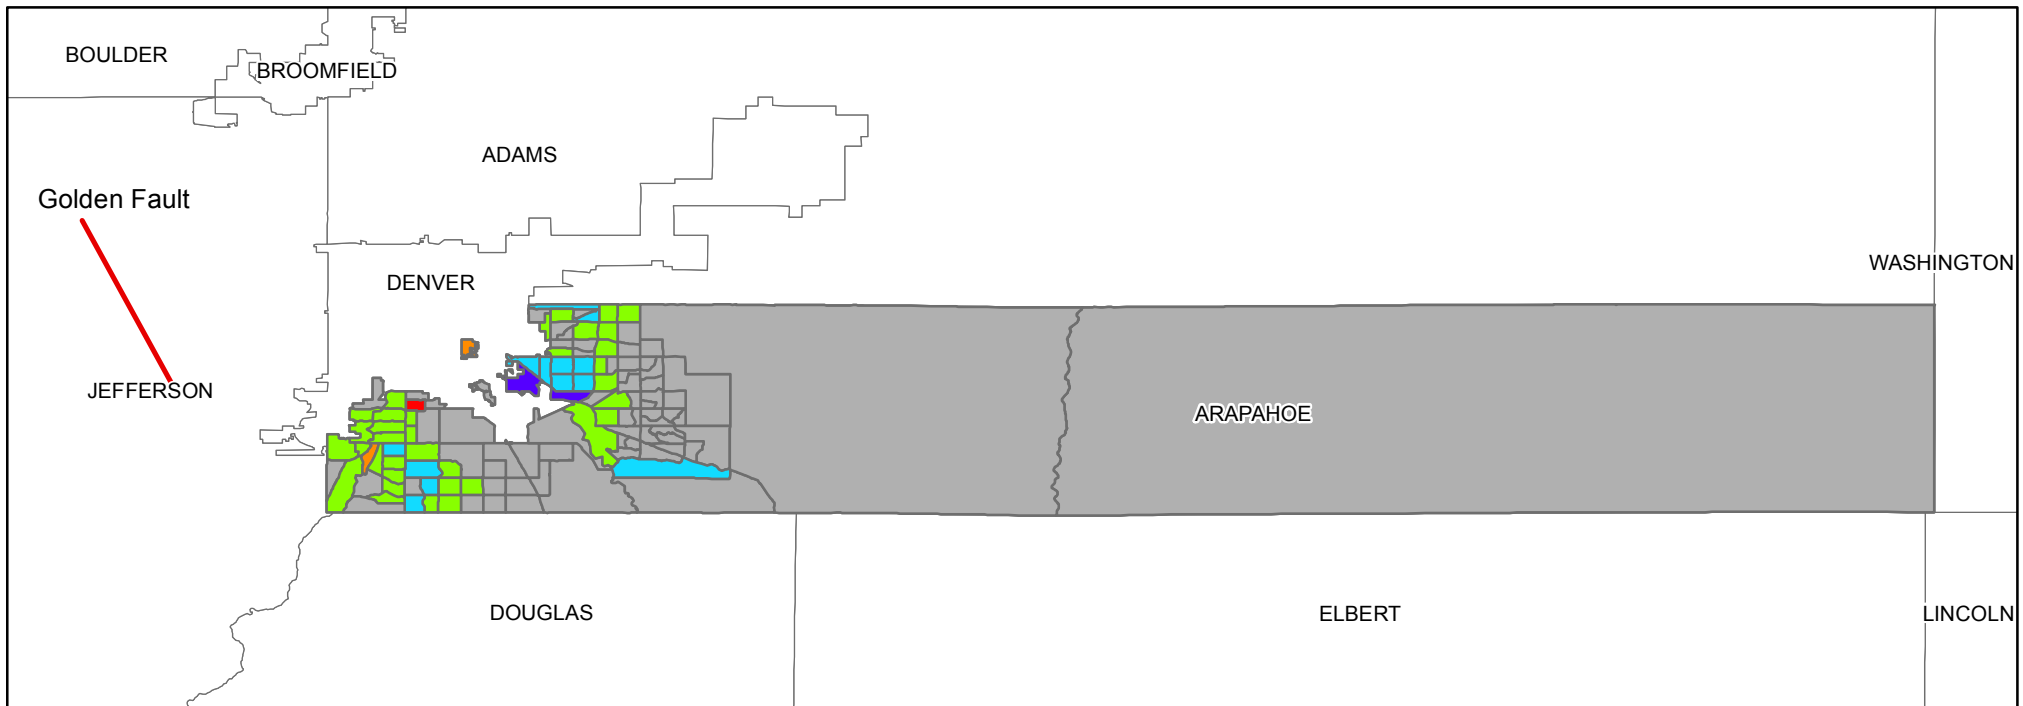 BOULDER
BROOMFIELD
ADAMS
Golden Fault
WASHINGTON
DENVER
JEFFERSON
ARAPAHOE
DOUGLAS
ELBERT
LINCOLN